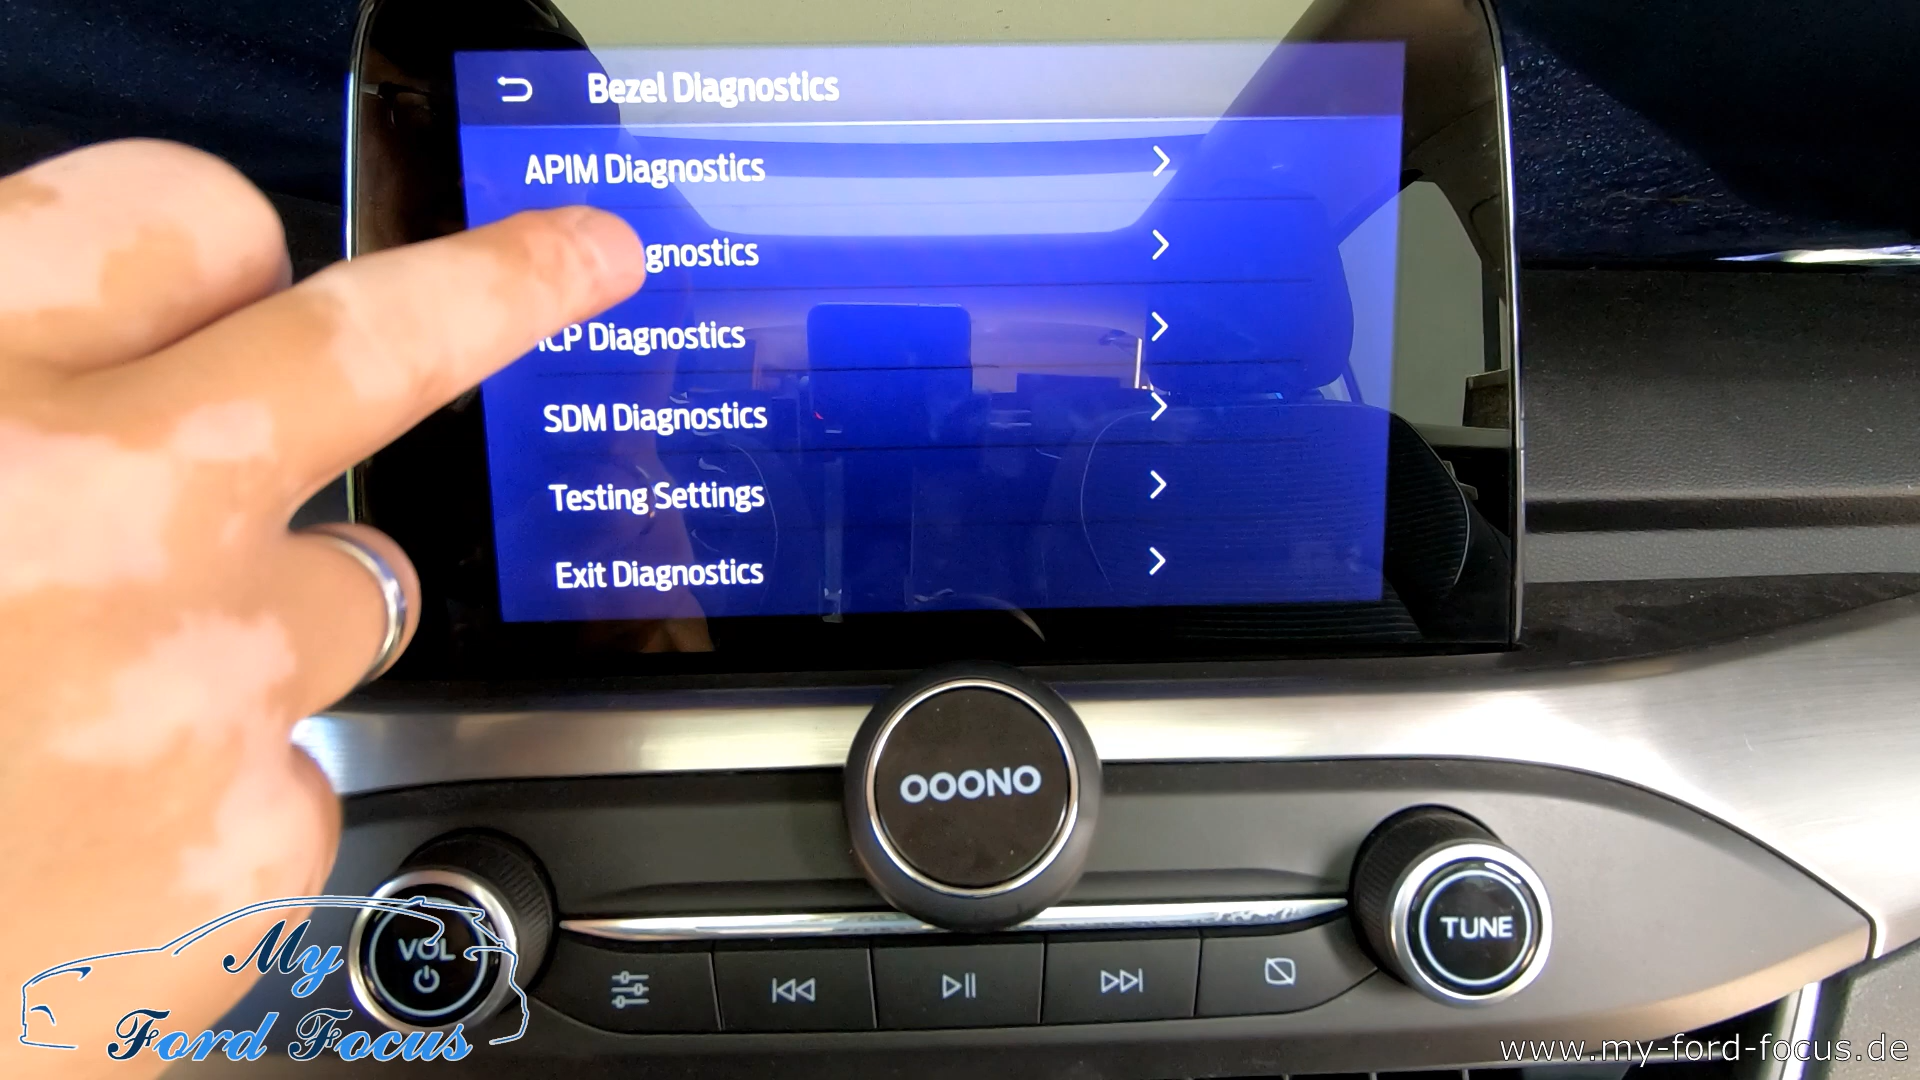 Bezel Diagnostics
APIM Diagnostics
gnostics
CP Diagnostics
SDM Diagnostics
Testing Settings
Exit Diagnostics
OOONO
VOL
TUNE
My
Ford Focus
www.my-ford-focus.de